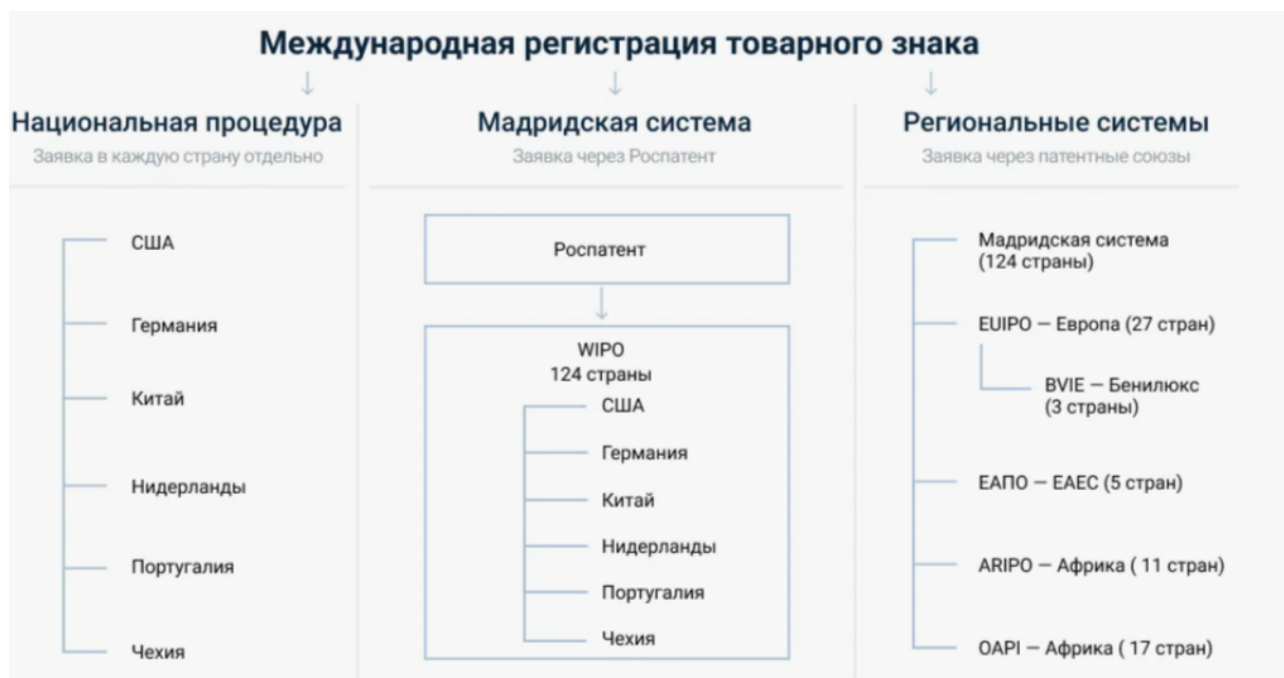 Международная регистрация товарного знака
Национальная процедура
Заявка в каждую страну отдельно
США
Германия
Китай
Нидерланды
Португалия
Чехия
Мадридская система
Заявка через Роспатент
Роспатент
WIPO
124 страны
США
Германия
Китай
Нидерланды
Португалия
Чехия
Региональные системы
Заявка через патентные союзы
Мадридская система
(124 страны)
EUIPO — Европа (27 стран)
BVIE — Бенилюкс
(3 страны)
ЕАПО — ЕАЕС (5 стран)
ARIPO — Африка ( 11 стран)
OAPI — Африка ( 17 стран)